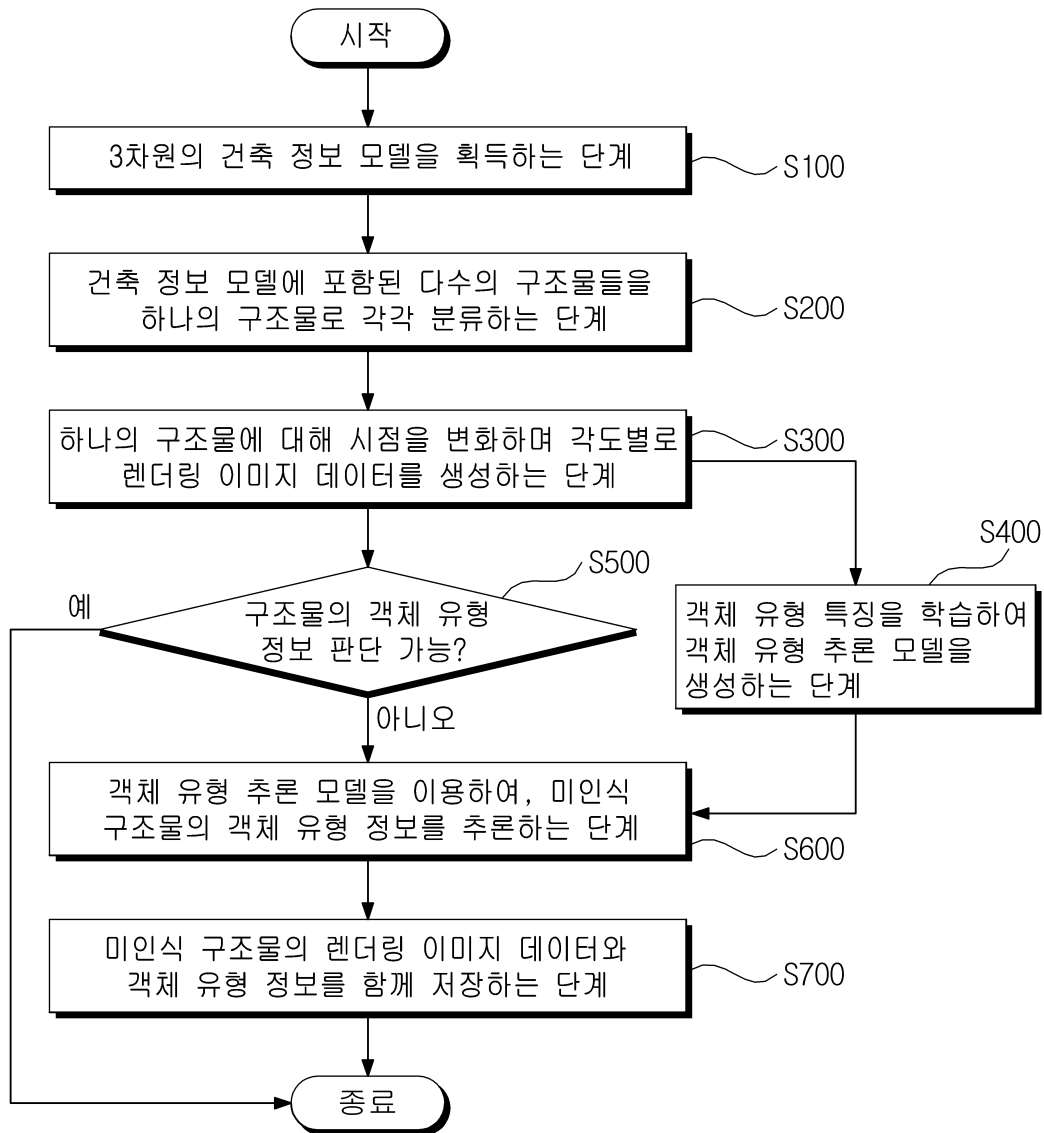 시작
3차원의 건축 정보 모델을 획득하는 단계
S100
건축 정보 모델에 포함된 다수의 구조물들을
하나의 구조물로 각각 분류하는 단계
S200
하나의 구조물에 대해 시점을 변화하며 각도별로
렌더링 이미지 데이터를 생성하는 단계
S300
S400
객체 유형 특징을 학습하여
객체 유형 추론 모델을
생성하는 단계
S500
구조물의 객체 유형
정보 판단 가능?
예
아니오
객체 유형 추론 모델을 이용하여, 미인식
구조물의 객체 유형 정보를 추론하는 단계
S600
미인식 구조물의 렌더링 이미지 데이터와
객체 유형 정보를 함께 저장하는 단계
S700
종료